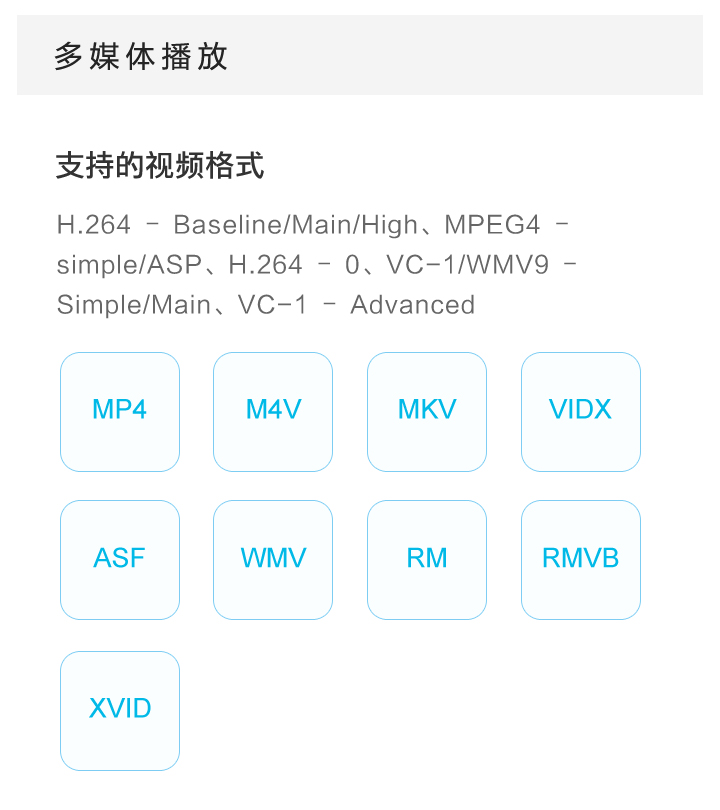 多媒体播放
支持的视频格式
H.264 - Baseline/Main/High、MPEG4 -
simple/ASP、H.264 - 0、VC-1/WMV9 -
Simple/Main、VC-1 - Advanced
MP4 M4V MKV VIDX
ASF WMV RM RMVB
XVID